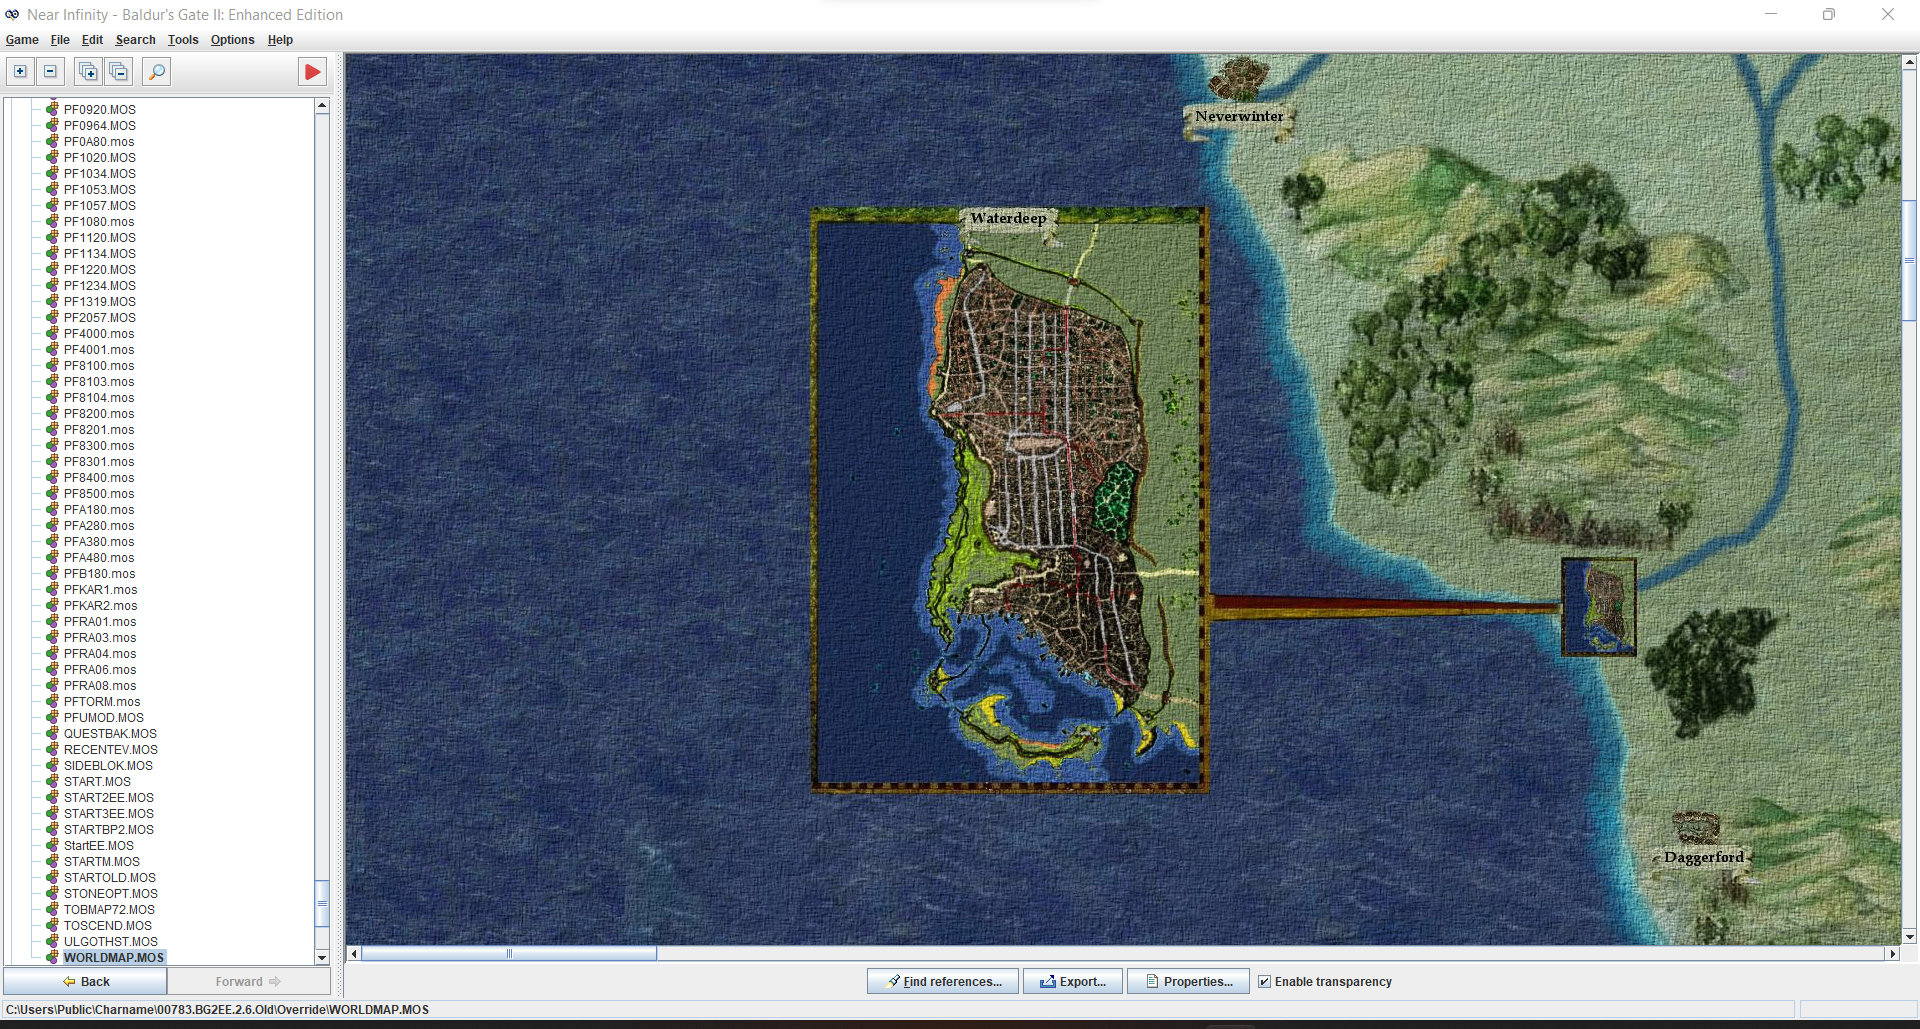 Near Infinity - Baldur's Gate II: Enhanced Edition
Game File Edit Search Tools Options Help
PF0920.MOS
PF0964.MOS
PF0A80.mos
PF1020.MOS
PF1034.MOS
PF1053.MOS
PF1057.MOS
PF1080.mos
PF1120.MOS
PF1134.MOS
PF1220.MOS
PF1234.MOS
PF1319.MOS
PF2057.MOS
PF4000.mos
PF4001.mos
PF8100.mos
PF8103.mos
PF8104.mos
PF8200.mos
PF8201.mos
PF8300.mos
PF8301.mos
PF8400.mos
PF8500.mos
PFA180.mos
PFA280.mos
PFA380.mos
PFA480.mos
PFB180.mos
PFKAR1.mos
PFKAR2.mos
PFRA01.mos
PFRA03.mos
PFRA04.mos
PFRA06.mos
PFRA08.mos
PFTORM.mos
PFUMOD.MOS
QUESTBAK.MOS
RECENTEV.MOS
SIDEBLOK.MOS
START.MOS
START2EE.MOS
START3EE.MOS
STARTBP2.MOS
StartEE.MOS
STARTM.MOS
STARTOLD.MOS
STONEOPT.MOS
TOBMAP72.MOS
TOSCEND.MOS
ULGOTHST.MOS
WORLDMAP.MOS
Back Forward
Neverwinter
Waterdeep
Daggerford
Find references... Export... Properties... Enable transparency
C:\Users\Public\Charname\00783.BG2EE.2.6.Old\Override\WORLDMAP.MOS